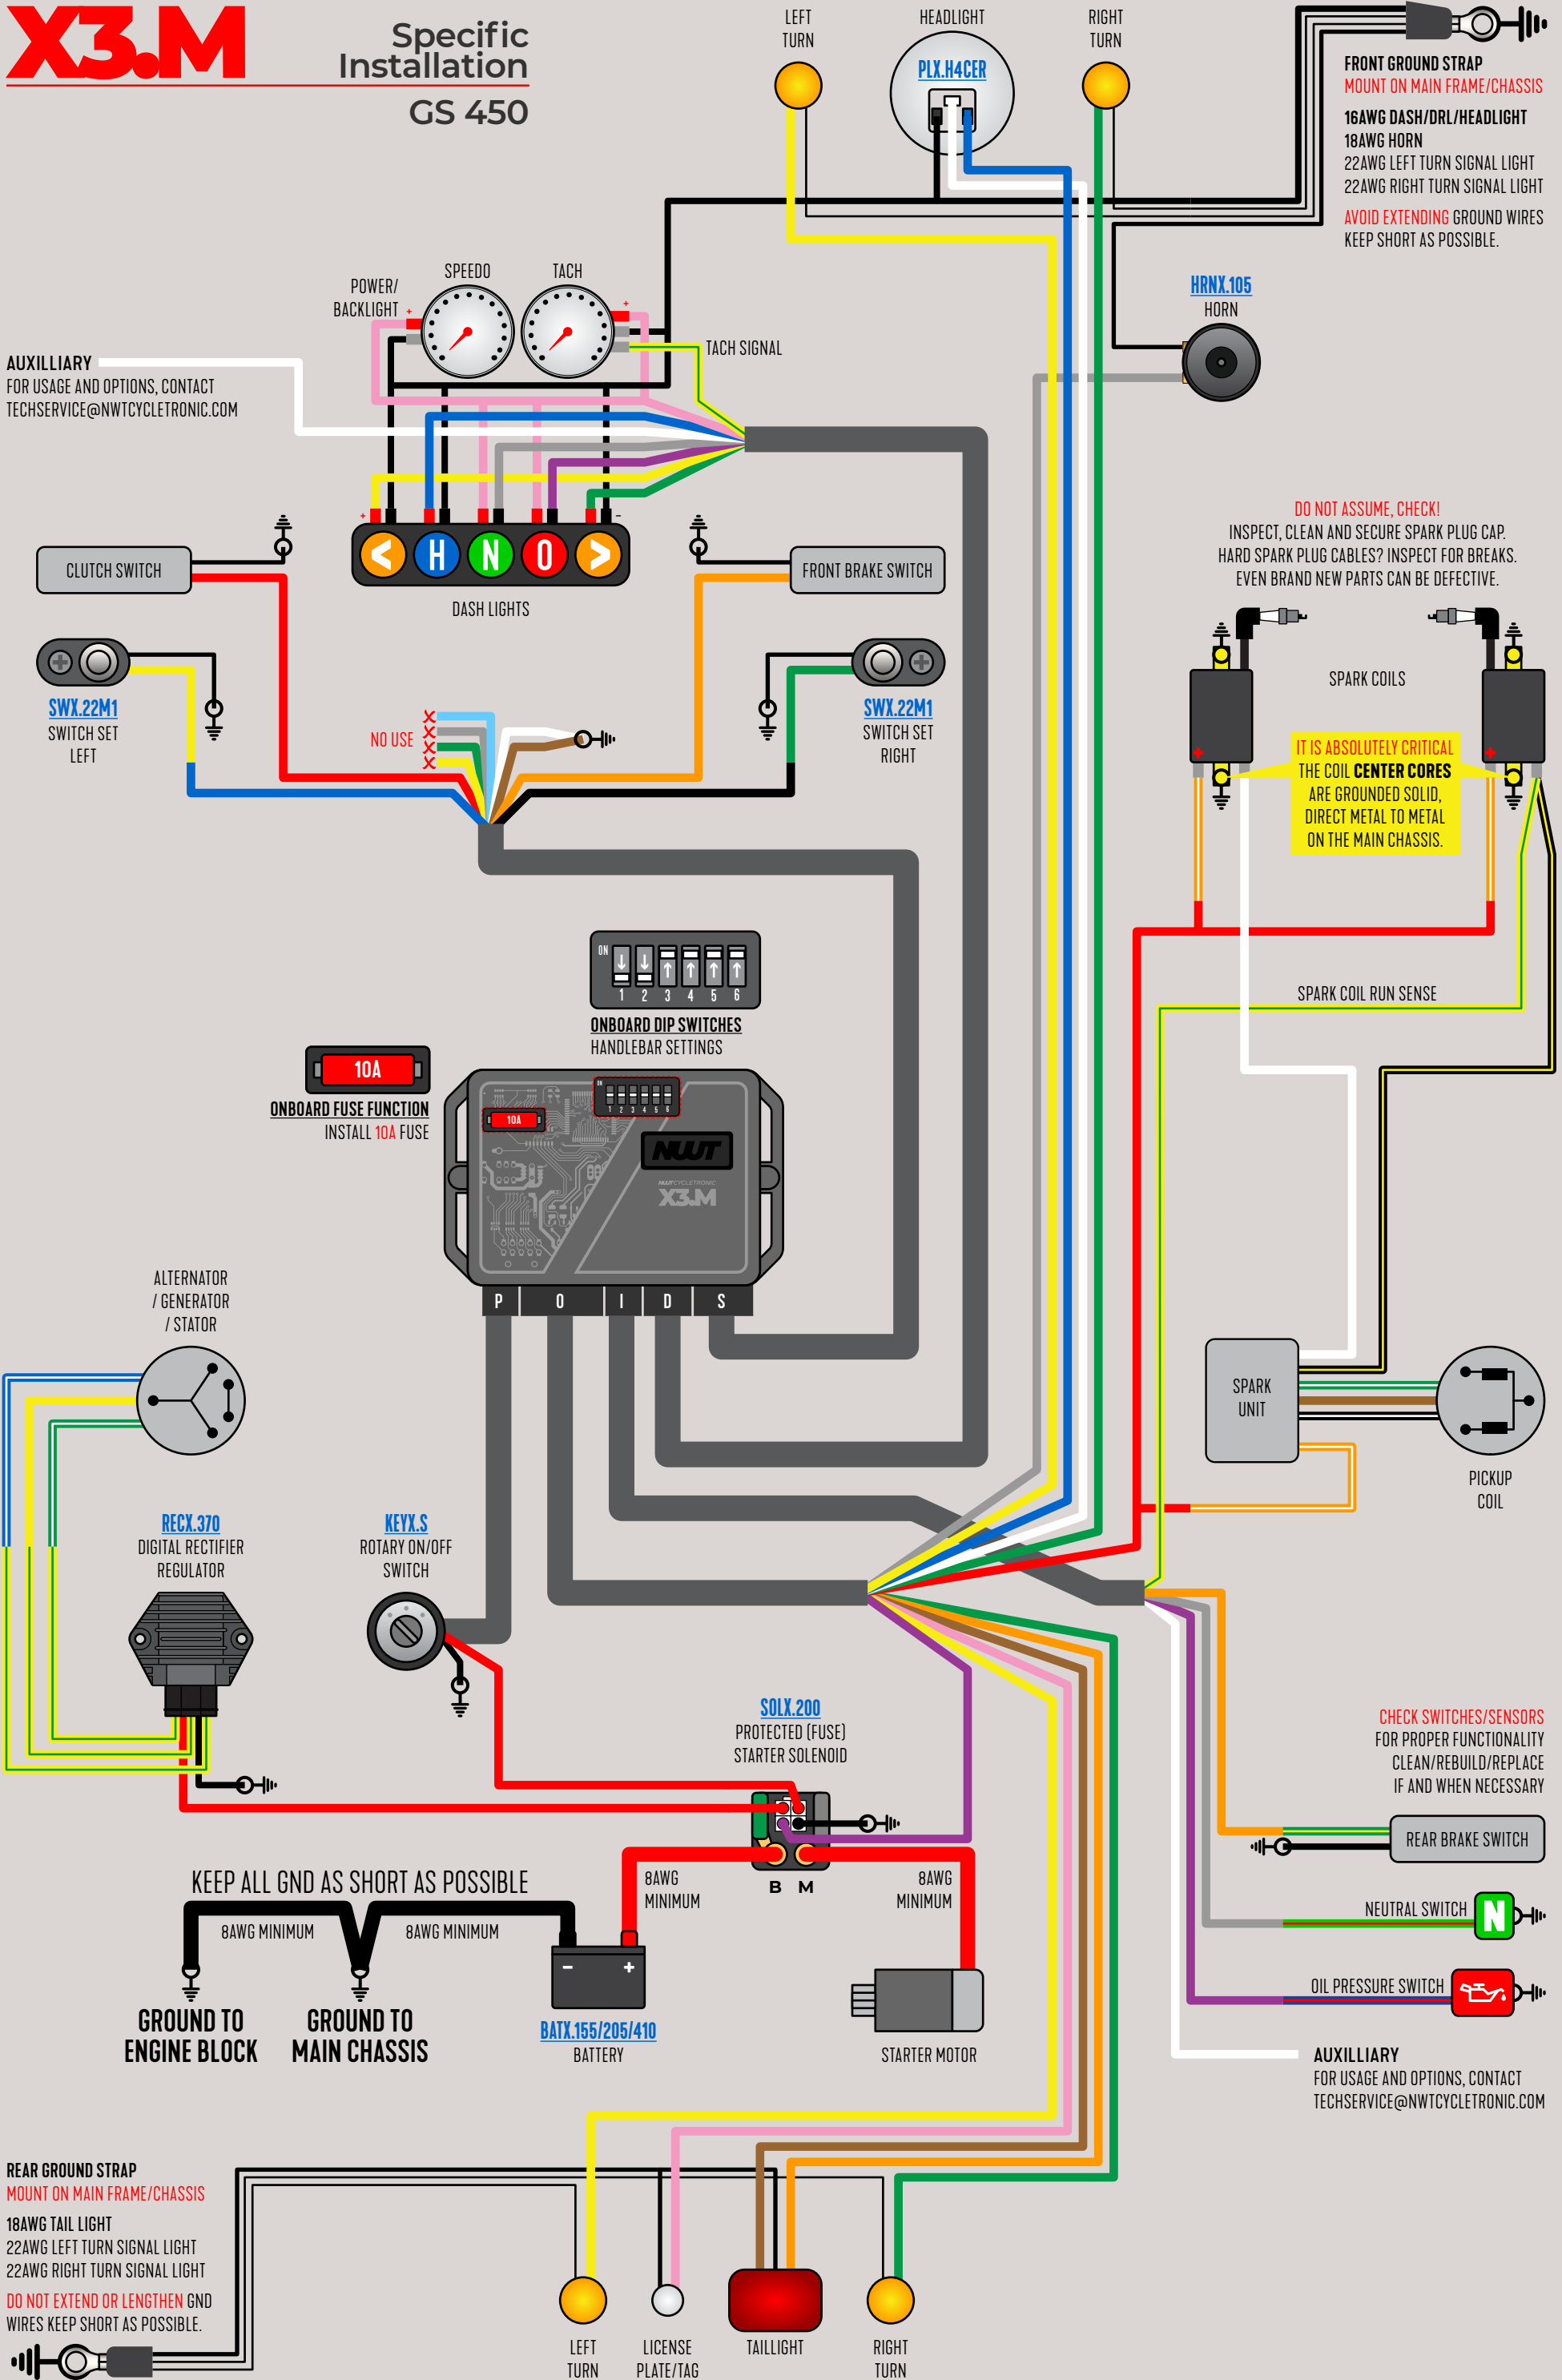 X3.M
Specific
Installation
GS 450
LEFT
TURN
HEADLIGHT
PLX.H4CER
RIGHT
TURN
FRONT GROUND STRAP
MOUNT ON MAIN FRAME/CHASSIS
16AWG DASH/DRL/HEADLIGHT
18AWG HORN
22AWG LEFT TURN SIGNAL LIGHT
22AWG RIGHT TURN SIGNAL LIGHT
AVOID EXTENDING GROUND WIRES
KEEP SHORT AS POSSIBLE.
POWER/
BACKLIGHT
SPEEDO
TACH
+
+
TACH SIGNAL
HRNX.105
HORN
AUXILLIARY
FOR USAGE AND OPTIONS, CONTACT
TECHSERVICE@NWTCYCLETRONIC.COM
+
−
< H N O >
DASH LIGHTS
CLUTCH SWITCH
FRONT BRAKE SWITCH
DO NOT ASSUME, CHECK!
INSPECT, CLEAN AND SECURE SPARK PLUG CAP.
HARD SPARK PLUG CABLES? INSPECT FOR BREAKS.
EVEN BRAND NEW PARTS CAN BE DEFECTIVE.
SWX.22M1
SWITCH SET
LEFT
NO USE
X
X
X
X
SWX.22M1
SWITCH SET
RIGHT
SPARK COILS
+
+
IT IS ABSOLUTELY CRITICAL
THE COIL CENTER CORES
ARE GROUNDED SOLID,
DIRECT METAL TO METAL
ON THE MAIN CHASSIS.
ON
1 2 3 4 5 6
ONBOARD DIP SWITCHES
HANDLEBAR SETTINGS
SPARK COIL RUN SENSE
10A
ONBOARD FUSE FUNCTION
INSTALL 10A FUSE
ON
1 2 3 4 5 6
10A
NWT
NWTCYCLETRONIC
X3.M
P O I D S
ALTERNATOR
/ GENERATOR
/ STATOR
SPARK
UNIT
PICKUP
COIL
RECX.370
DIGITAL RECTIFIER
REGULATOR
KEYX.S
ROTARY ON/OFF
SWITCH
SOLX.200
PROTECTED (FUSE)
STARTER SOLENOID
B M
CHECK SWITCHES/SENSORS
FOR PROPER FUNCTIONALITY
CLEAN/REBUILD/REPLACE
IF AND WHEN NECESSARY
REAR BRAKE SWITCH
KEEP ALL GND AS SHORT AS POSSIBLE
8AWG MINIMUM
8AWG MINIMUM
8AWG
MINIMUM
8AWG
MINIMUM
NEUTRAL SWITCH
N
OIL PRESSURE SWITCH
− +
GROUND TO
ENGINE BLOCK
GROUND TO
MAIN CHASSIS
BATX.155/205/410
BATTERY
STARTER MOTOR
AUXILLIARY
FOR USAGE AND OPTIONS, CONTACT
TECHSERVICE@NWTCYCLETRONIC.COM
REAR GROUND STRAP
MOUNT ON MAIN FRAME/CHASSIS
18AWG TAIL LIGHT
22AWG LEFT TURN SIGNAL LIGHT
22AWG RIGHT TURN SIGNAL LIGHT
DO NOT EXTEND OR LENGTHEN GND
WIRES KEEP SHORT AS POSSIBLE.
LEFT
TURN
LICENSE
PLATE/TAG
TAILLIGHT
RIGHT
TURN